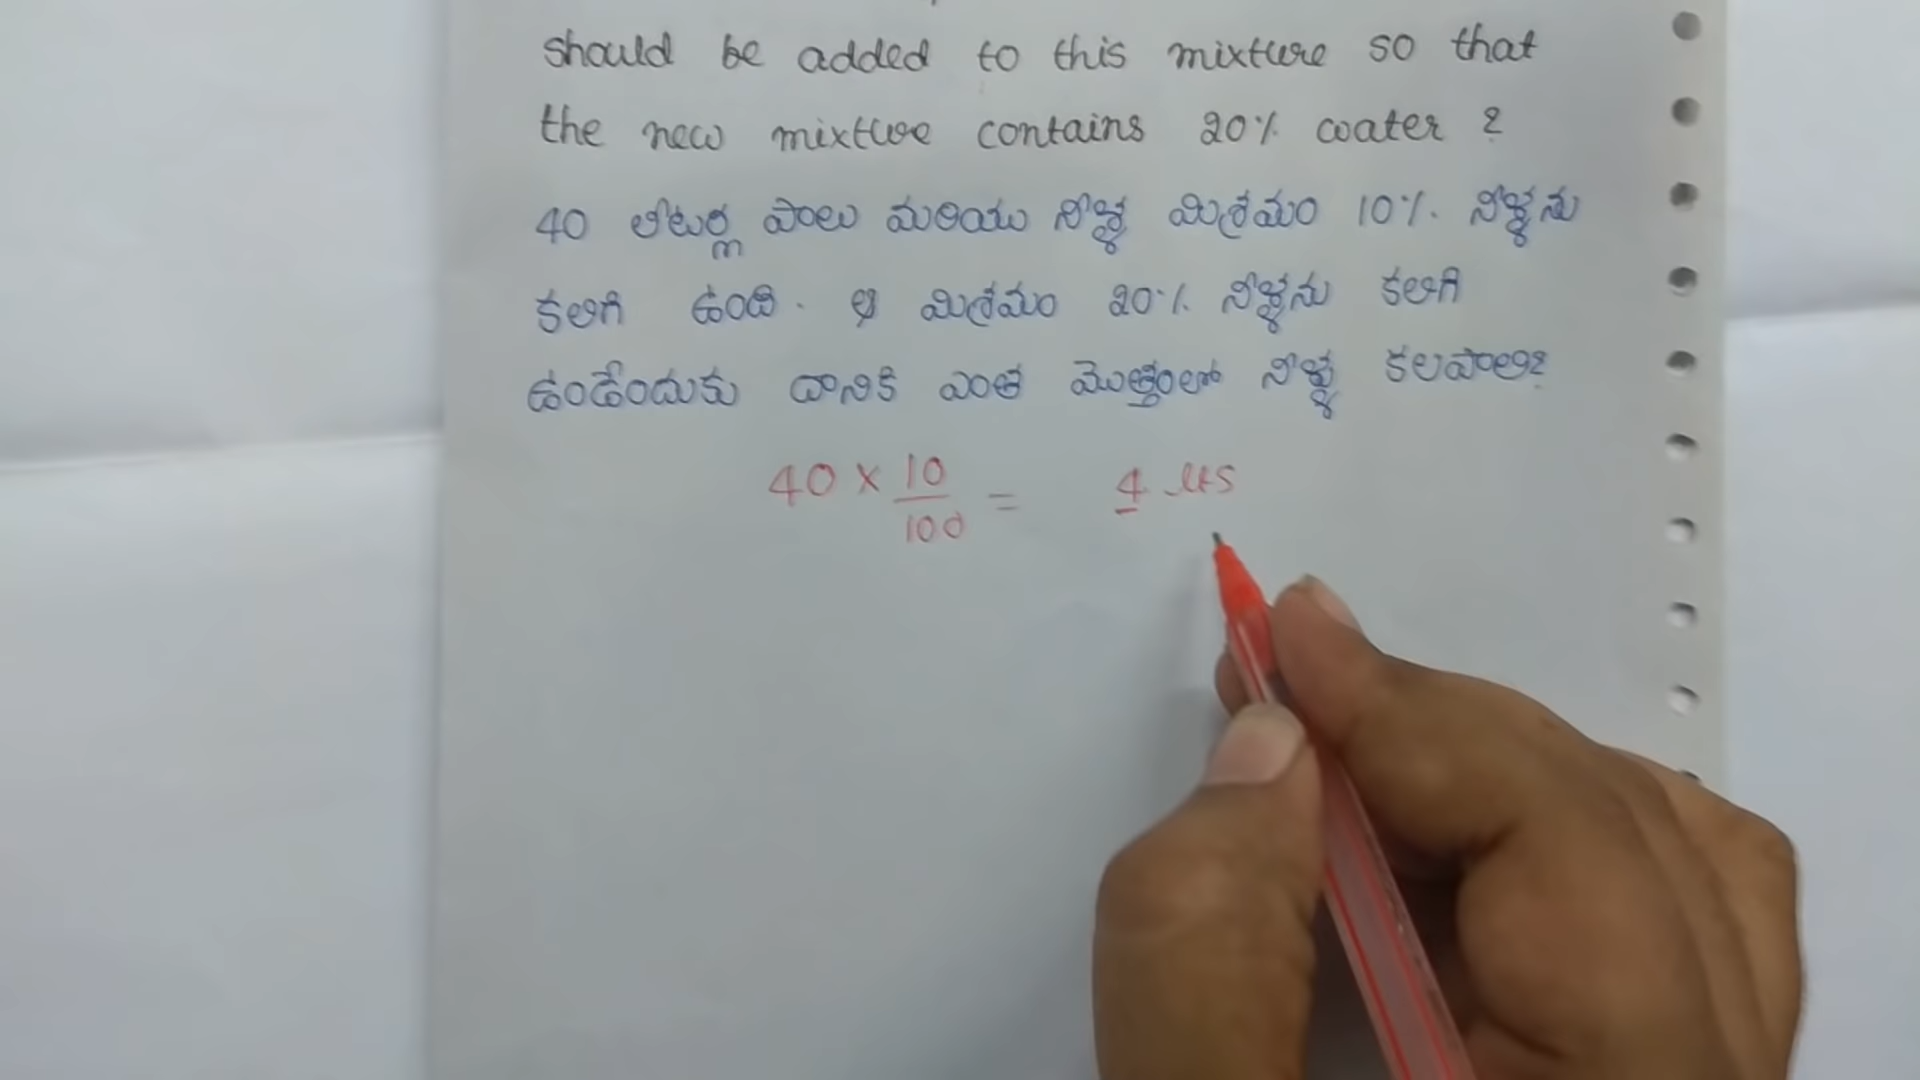 should be added to this mixture so that
the new mixture contains 20% water ?
40 లీటర్ల పాలు మరియు నీళ్ళ మిశ్రమం 10%. నీళ్ళను
కలిగి ఉంది. ఆ మిశ్రమం 20%. నీళ్ళను కలిగి
ఉండేందుకు దానికి ఎంత మొత్తంలో నీళ్ళు కలపాలి?
40 × 10/100 = 4 lts